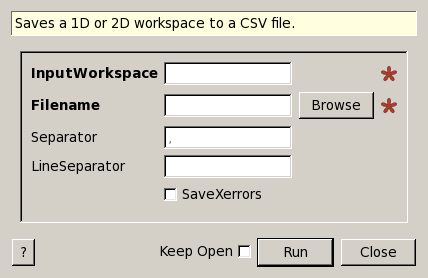 Saves a 1D or 2D workspace to a CSV file.
InputWorkspace
Filename Browse
Separator ,
LineSeparator
SaveXerrors
? Keep Open Run Close